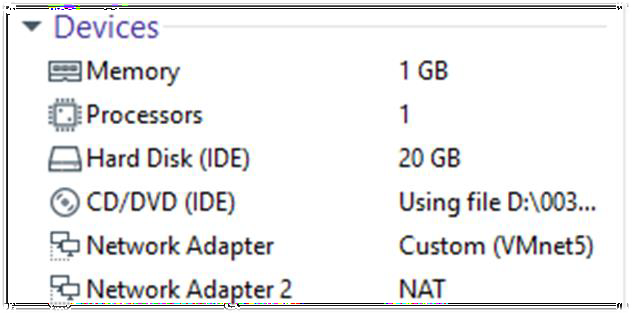 Devices
Memory 1 GB
Processors 1
Hard Disk (IDE) 20 GB
CD/DVD (IDE) Using file D:\003...
Network Adapter Custom (VMnet5)
Network Adapter 2 NAT